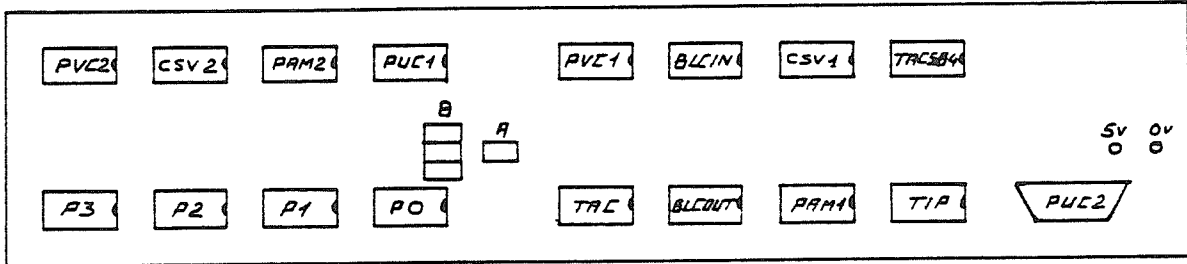 PVC2 CSV2 PAM2 PUC1 PVC1 BLCIN CSV1 TACSB4
B A
5V 0V
P3 P2 P1 P0 TAC BLCOUT PAM1 TIP PUC2